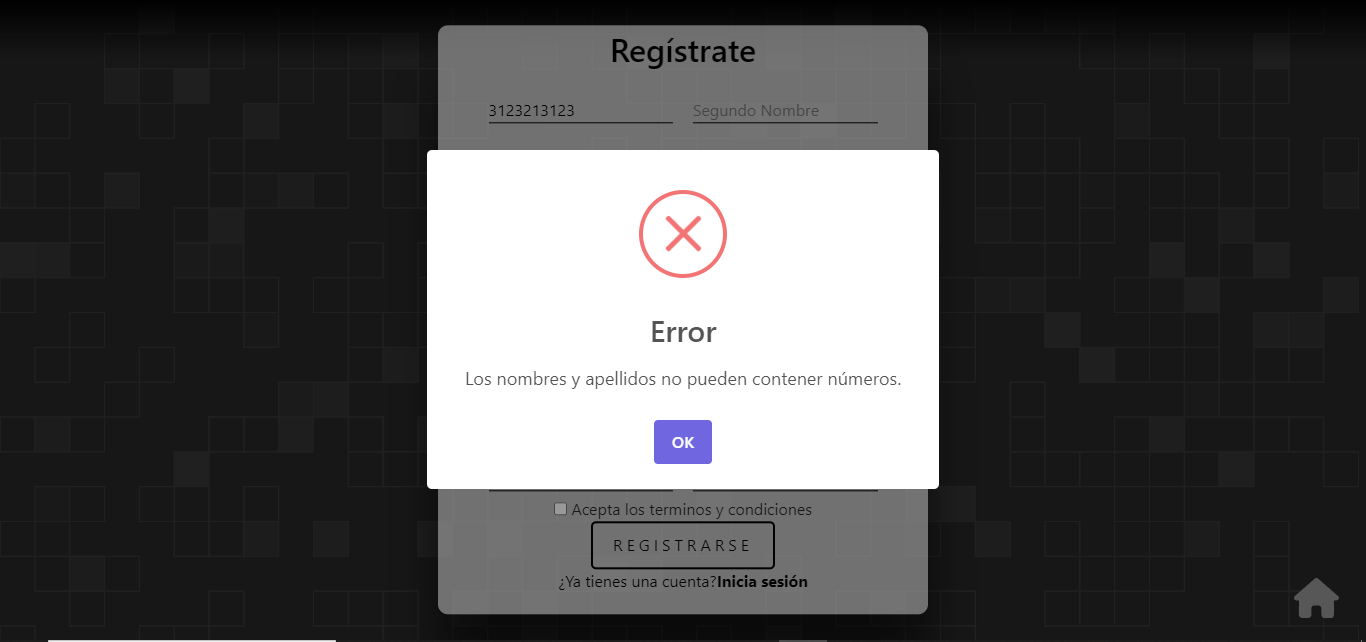 Regístrate
3123213123 Segundo Nombre
Error
Los nombres y apellidos no pueden contener números.
OK
Acepta los terminos y condiciones
REGISTRARSE
¿Ya tienes una cuenta?Inicia sesión